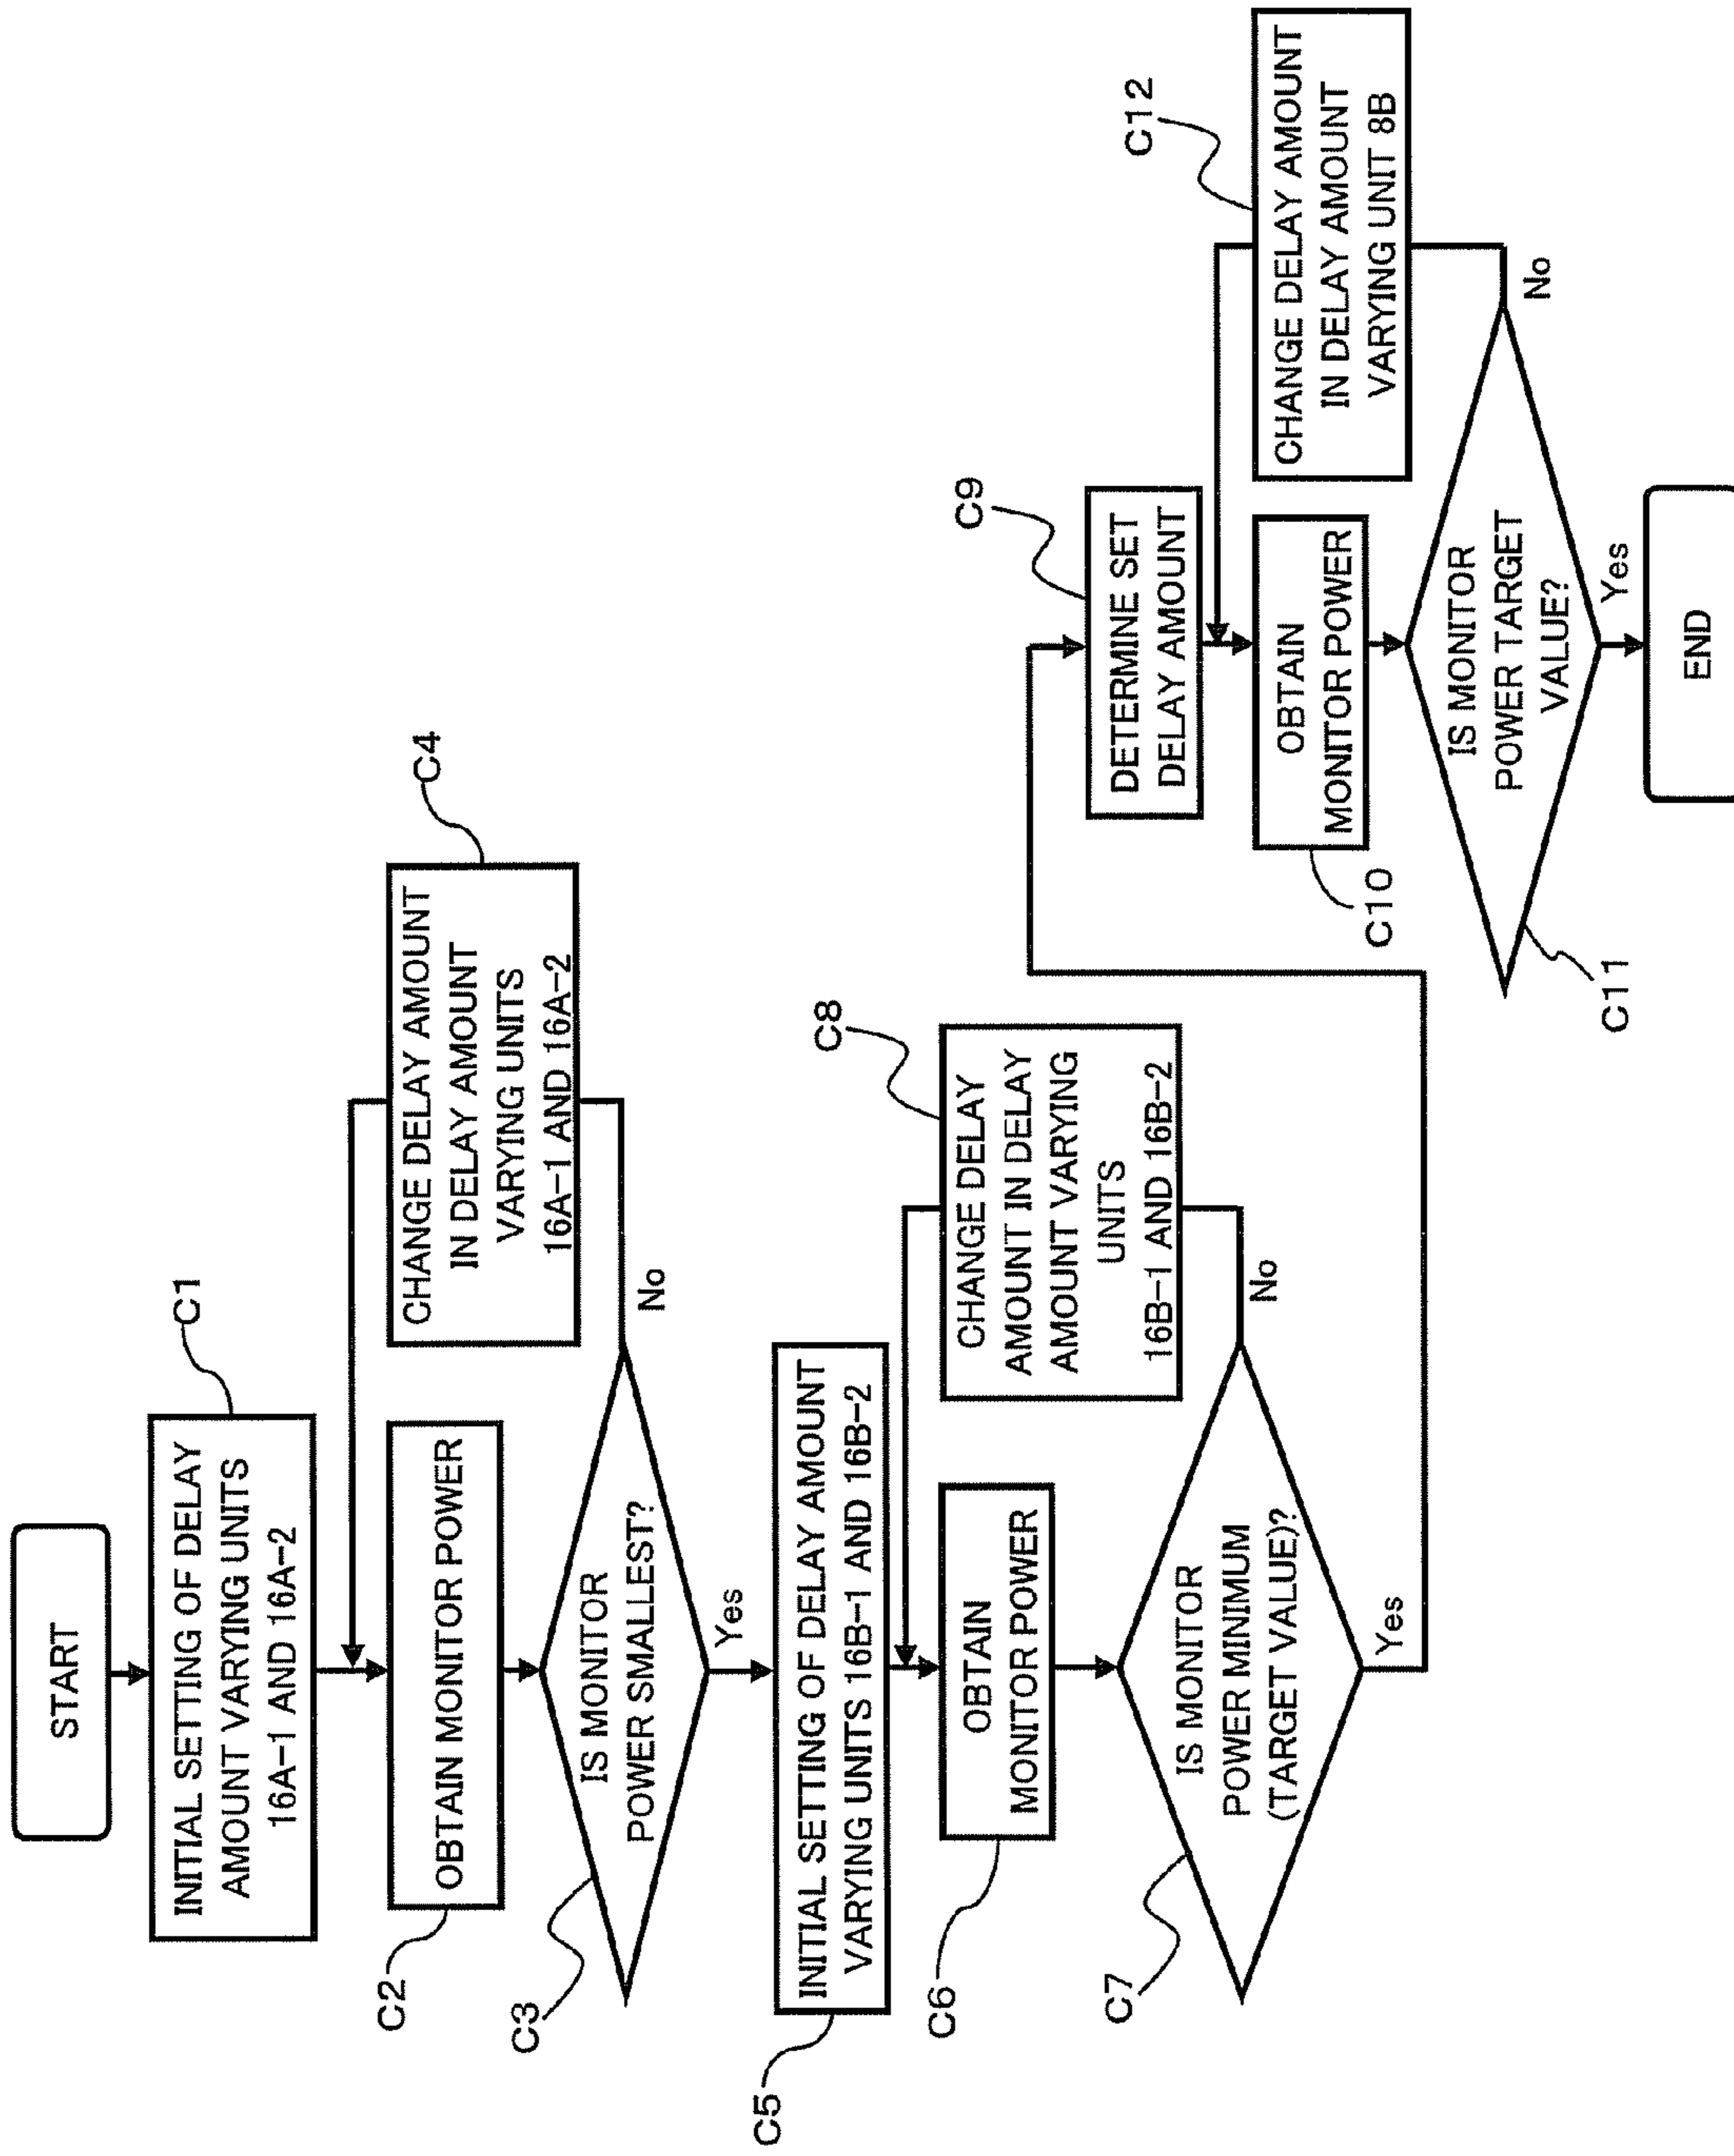 START
C1
INITIAL SETTING OF DELAY
AMOUNT VARYING UNITS
16A-1 AND 16A-2
C2
OBTAIN MONITOR POWER
C4
CHANGE DELAY AMOUNT
IN DELAY AMOUNT
VARYING UNITS
16A-1 AND 16A-2
C3
IS MONITOR
POWER SMALLEST?
No
Yes
C5
INITIAL SETTING OF DELAY AMOUNT
VARYING UNITS 16B-1 AND 16B-2
C6
OBTAIN
MONITOR POWER
C8
CHANGE DELAY
AMOUNT IN DELAY
AMOUNT VARYING
UNITS
16B-1 AND 16B-2
C7
IS MONITOR
POWER MINIMUM
(TARGET VALUE)?
No
Yes
C9
DETERMINE SET
DELAY AMOUNT
C10
OBTAIN
MONITOR POWER
C12
CHANGE DELAY AMOUNT
IN DELAY AMOUNT
VARYING UNIT 8B
C11
IS MONITOR
POWER TARGET
VALUE?
No
Yes
END